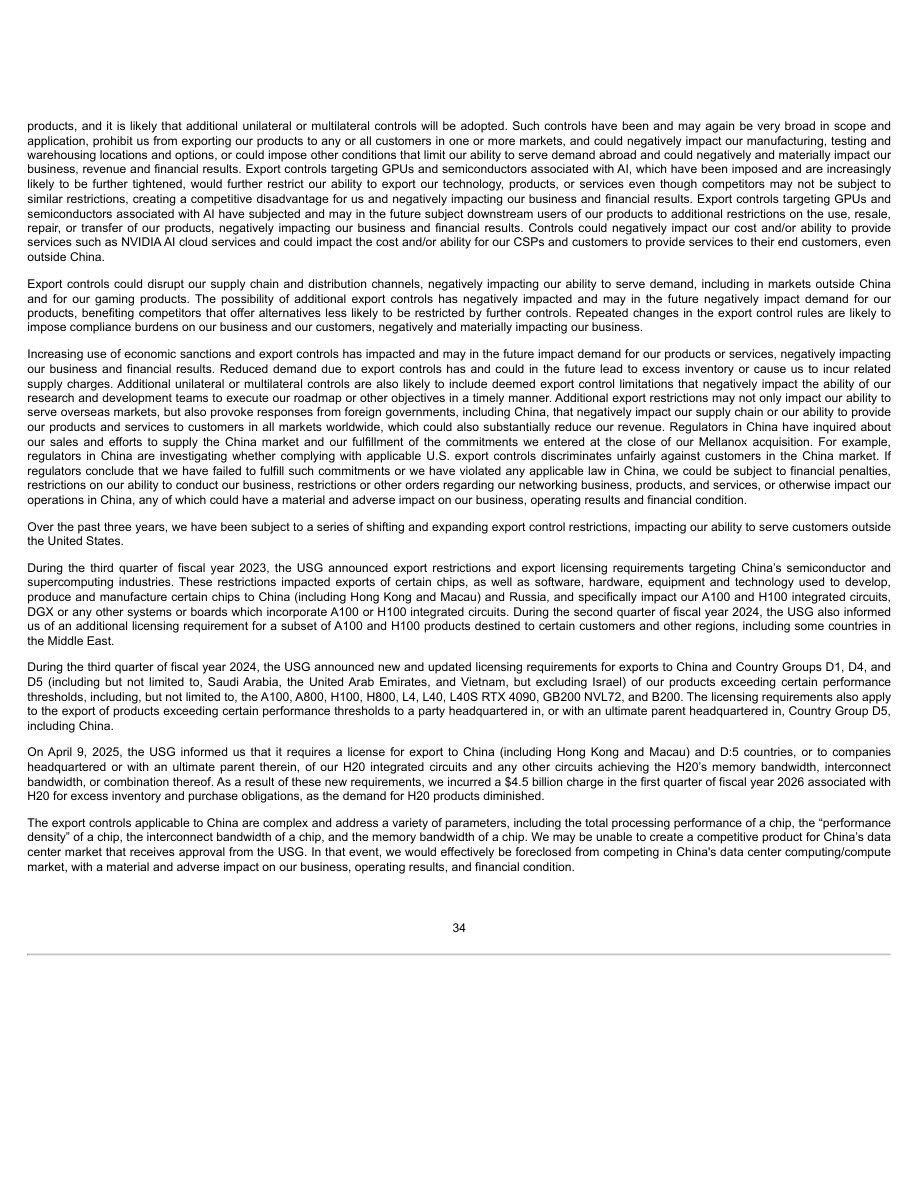 products, and it is likely that additional unilateral or multilateral controls will be adopted. Such controls have been and may again be very broad in scope and
application, prohibit us from exporting our products to any or all customers in one or more markets, and could negatively impact our manufacturing, testing and
warehousing locations and options, or could impose other conditions that limit our ability to serve demand abroad and could negatively and materially impact our
business, revenue and financial results. Export controls targeting GPUs and semiconductors associated with AI, which have been imposed and are increasingly
likely to be further tightened, would further restrict our ability to export our technology, products, or services even though competitors may not be subject to
similar restrictions, creating a competitive disadvantage for us and negatively impacting our business and financial results. Export controls targeting GPUs and
semiconductors associated with AI have subjected and may in the future subject downstream users of our products to additional restrictions on the use, resale,
repair, or transfer of our products, negatively impacting our business and financial results. Controls could negatively impact our cost and/or ability to provide
services such as NVIDIA AI cloud services and could impact the cost and/or ability for our CSPs and customers to provide services to their end customers, even
outside China.
Export controls could disrupt our supply chain and distribution channels, negatively impacting our ability to serve demand, including in markets outside China
and for our gaming products. The possibility of additional export controls has negatively impacted and may in the future negatively impact demand for our
products, benefiting competitors that offer alternatives less likely to be restricted by further controls. Repeated changes in the export control rules are likely to
impose compliance burdens on our business and our customers, negatively and materially impacting our business.
Increasing use of economic sanctions and export controls has impacted and may in the future impact demand for our products or services, negatively impacting
our business and financial results. Reduced demand due to export controls has and could in the future lead to excess inventory or cause us to incur related
supply charges. Additional unilateral or multilateral controls are also likely to include deemed export control limitations that negatively impact the ability of our
research and development teams to execute our roadmap or other objectives in a timely manner. Additional export restrictions may not only impact our ability to
serve overseas markets, but also provoke responses from foreign governments, including China, that negatively impact our supply chain or our ability to provide
our products and services to customers in all markets worldwide, which could also substantially reduce our revenue. Regulators in China have inquired about
our sales and efforts to supply the China market and our fulfillment of the commitments we entered at the close of our Mellanox acquisition. For example,
regulators in China are investigating whether complying with applicable U.S. export controls discriminates unfairly against customers in the China market. If
regulators conclude that we have failed to fulfill such commitments or we have violated any applicable law in China, we could be subject to financial penalties,
restrictions on our ability to conduct our business, restrictions or other orders regarding our networking business, products, and services, or otherwise impact our
operations in China, any of which could have a material and adverse impact on our business, operating results and financial condition.
Over the past three years, we have been subject to a series of shifting and expanding export control restrictions, impacting our ability to serve customers outside
the United States.
During the third quarter of fiscal year 2023, the USG announced export restrictions and export licensing requirements targeting China’s semiconductor and
supercomputing industries. These restrictions impacted exports of certain chips, as well as software, hardware, equipment and technology used to develop,
produce and manufacture certain chips to China (including Hong Kong and Macau) and Russia, and specifically impact our A100 and H100 integrated circuits,
DGX or any other systems or boards which incorporate A100 or H100 integrated circuits. During the second quarter of fiscal year 2024, the USG also informed
us of an additional licensing requirement for a subset of A100 and H100 products destined to certain customers and other regions, including some countries in
the Middle East.
During the third quarter of fiscal year 2024, the USG announced new and updated licensing requirements for exports to China and Country Groups D1, D4, and
D5 (including but not limited to, Saudi Arabia, the United Arab Emirates, and Vietnam, but excluding Israel) of our products exceeding certain performance
thresholds, including, but not limited to, the A100, A800, H100, H800, L4, L40, L40S RTX 4090, GB200 NVL72, and B200. The licensing requirements also apply
to the export of products exceeding certain performance thresholds to a party headquartered in, or with an ultimate parent headquartered in, Country Group D5,
including China.
On April 9, 2025, the USG informed us that it requires a license for export to China (including Hong Kong and Macau) and D:5 countries, or to companies
headquartered or with an ultimate parent therein, of our H20 integrated circuits and any other circuits achieving the H20’s memory bandwidth, interconnect
bandwidth, or combination thereof. As a result of these new requirements, we incurred a $4.5 billion charge in the first quarter of fiscal year 2026 associated with
H20 for excess inventory and purchase obligations, as the demand for H20 products diminished.
The export controls applicable to China are complex and address a variety of parameters, including the total processing performance of a chip, the “performance
density” of a chip, the interconnect bandwidth of a chip, and the memory bandwidth of a chip. We may be unable to create a competitive product for China’s data
center market that receives approval from the USG. In that event, we would effectively be foreclosed from competing in China's data center computing/compute
market, with a material and adverse impact on our business, operating results, and financial condition.
34